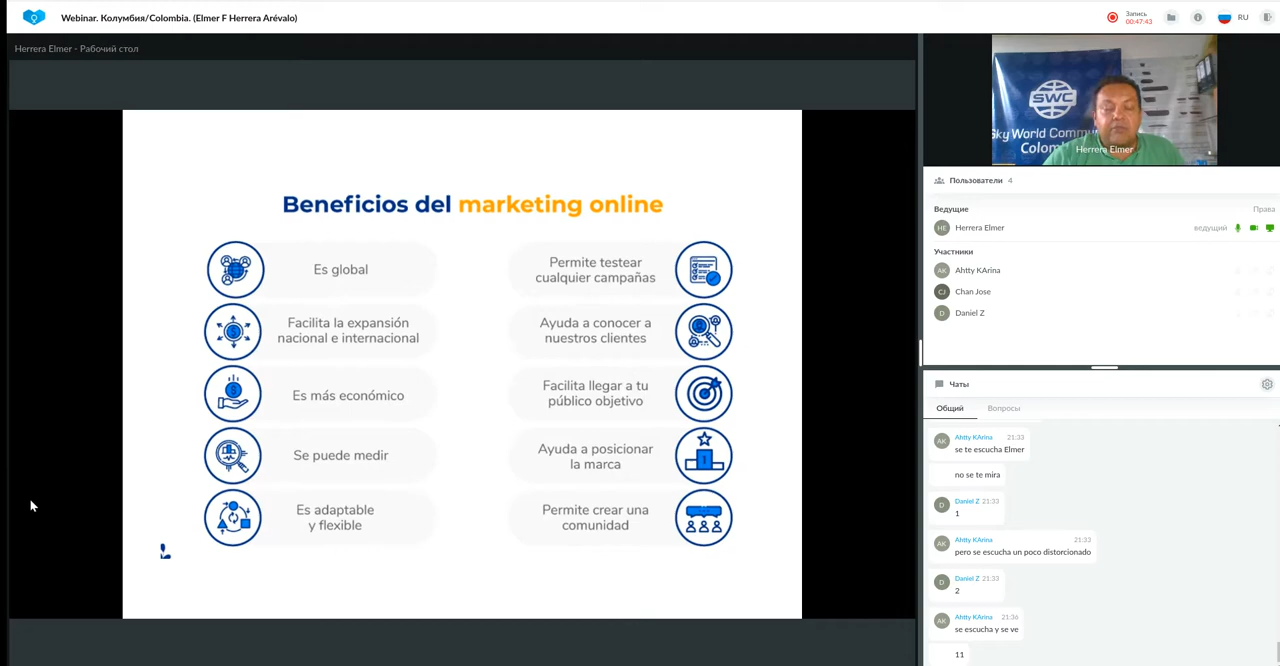 Webinar. Колумбия/Colombia. (Elmer F Herrera Arévalo)
Запись
00:47:43
RU
Herrera Elmer - Рабочий стол
Beneficios del marketing online
Es global
Facilita la expansión
nacional e internacional
Es más económico
Se puede medir
Es adaptable
y flexible
Permite testear
cualquier campañas
Ayuda a conocer a
nuestros clientes
Facilita llegar a tu
público objetivo
Ayuda a posicionar
la marca
1
Permite crear una
comunidad
SWC
Sky World Commu
Colom
Herrera Elmer
Пользователи 4
Ведущие
Права
HE Herrera Elmer ведущий
Участники
AK Ahtty KArina
CJ Chan Jose
D Daniel Z
Чаты
Общий Вопросы
AK Ahtty KArina 21:33
se te escucha Elmer
no se te mira
D Daniel Z 21:33
1
AK Ahtty KArina 21:33
pero se escucha un poco distorcionado
D Daniel Z 21:33
2
AK Ahtty KArina 21:36
se escucha y se ve
11